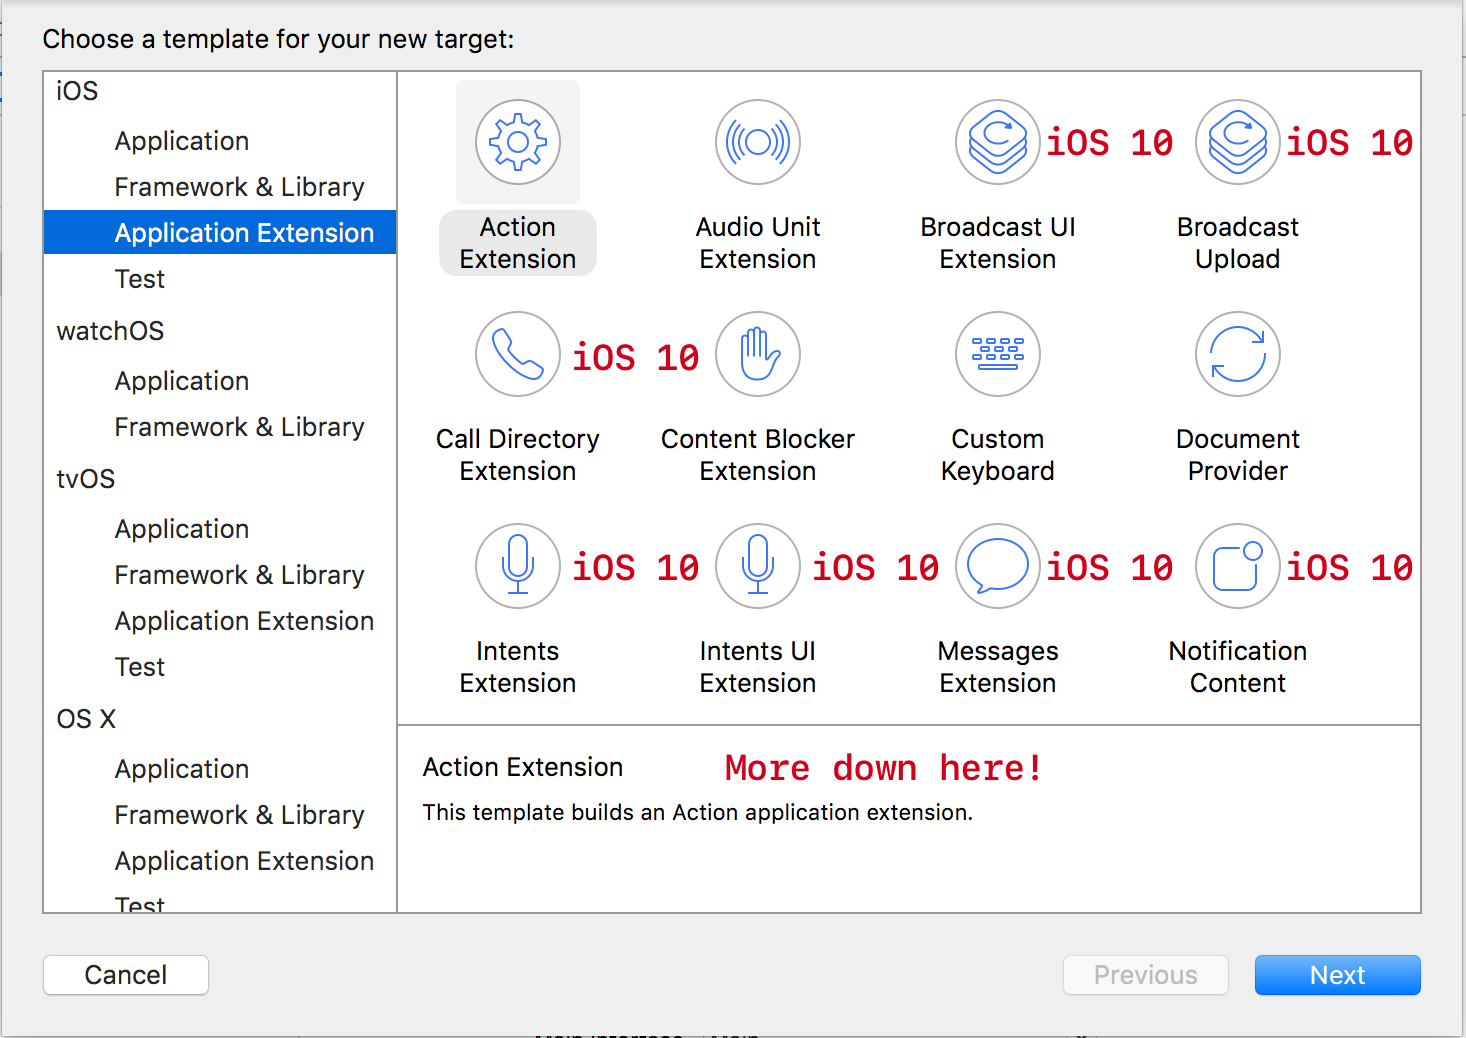 Choose a template for your new target:
iOS
Application
Framework & Library
Application Extension
Test
watchOS
Application
Framework & Library
tvOS
Application
Framework & Library
Application Extension
Test
OS X
Application
Framework & Library
Application Extension
Test
iOS 10
iOS 10
Action
Extension
Audio Unit
Extension
Broadcast UI
Extension
Broadcast
Upload
iOS 10
Call Directory
Extension
Content Blocker
Extension
Custom
Keyboard
Document
Provider
iOS 10
iOS 10
iOS 10
iOS 10
Intents
Extension
Intents UI
Extension
Messages
Extension
Notification
Content
Action Extension
More down here!
This template builds an Action application extension.
Cancel
Previous
Next